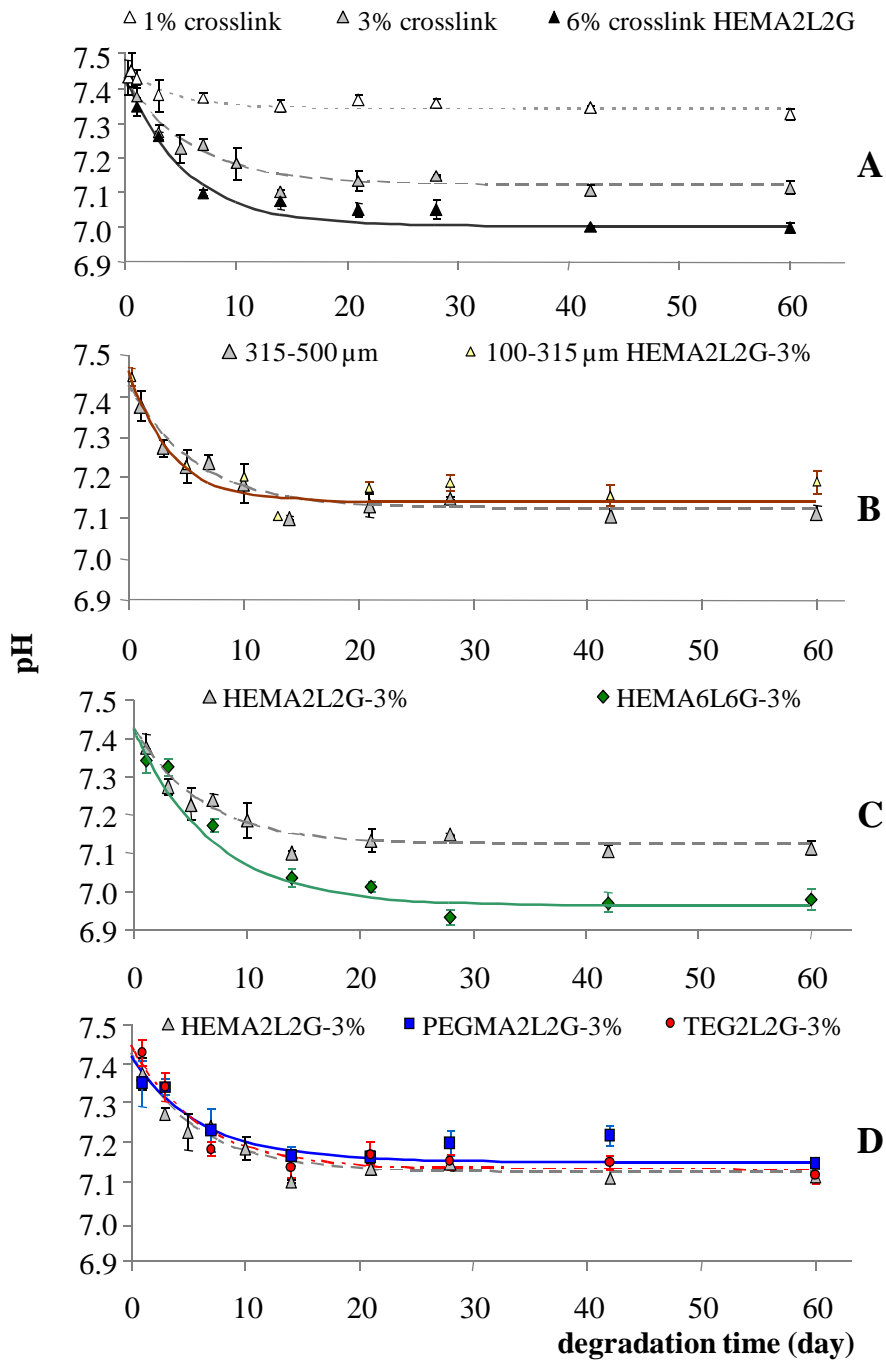 1% crosslink 3% crosslink 6% crosslink HEMA2L2G
7.5
7.4
7.3
7.2
7.1
7.0
6.9
A
0 10 20 30 40 50 60
315-500 µm 100-315 µm HEMA2L2G-3%
7.5
7.4
7.3
7.2
7.1
7.0
6.9
B
0 10 20 30 40 50 60
pH
HEMA2L2G-3% HEMA6L6G-3%
7.5
7.4
7.3
7.2
7.1
7.0
6.9
C
0 10 20 30 40 50 60
HEMA2L2G-3% PEGMA2L2G-3% TEG2L2G-3%
7.5
7.4
7.3
7.2
7.1
7.0
6.9
D
0 10 20 30 40 50 60
degradation time (day)